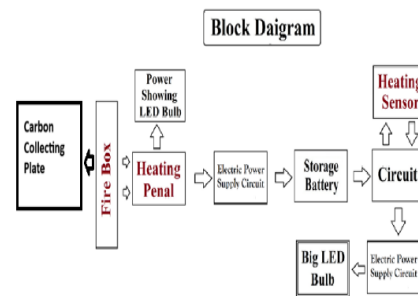 Block Daigram
Carbon
Collecting
Plate
Fire Box
Power
Showing
LED Bulb
Heating
Penal
Electric Power
Supply Circuit
Storage
Battery
Heating
Sensor
Circuit
Big LED
Bulb
Electric Power
Supply Circuit